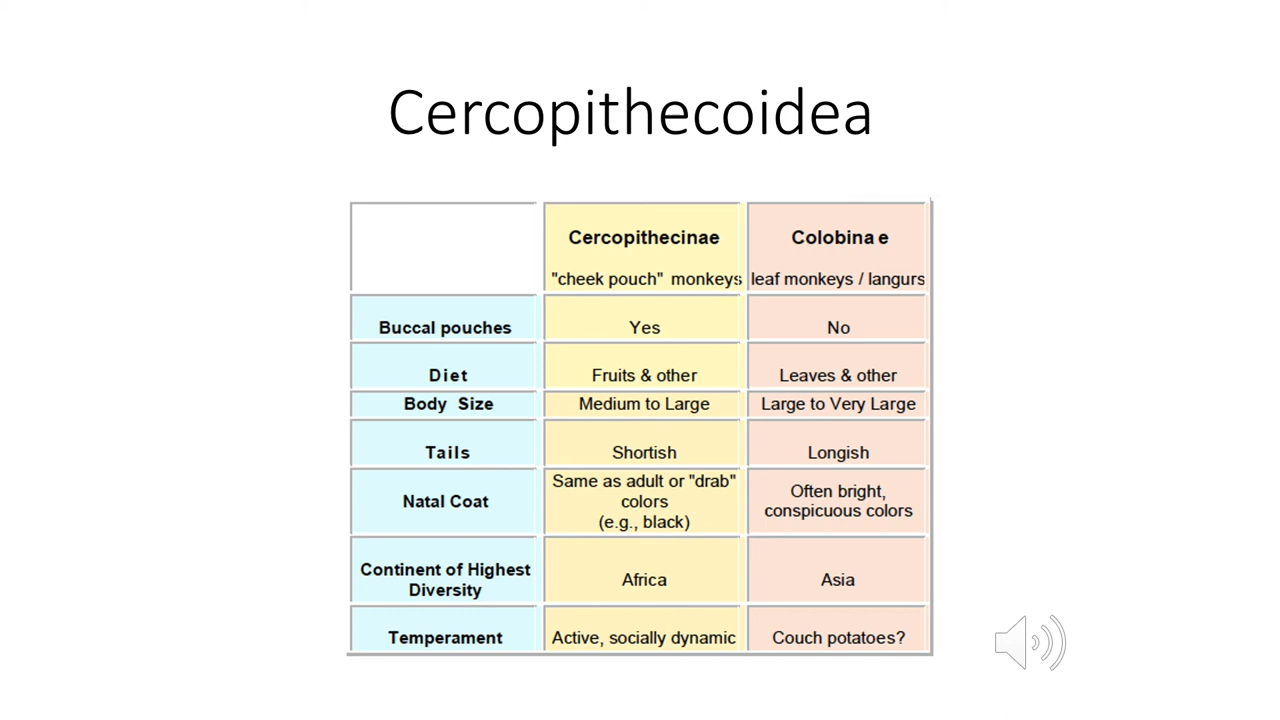 Cercopithecoidea
Cercopithecinae
Colobinae
"cheek pouch" monkeys
leaf monkeys / langurs
Buccal pouches
Yes
No
Diet
Fruits & other
Leaves & other
Body Size
Medium to Large
Large to Very Large
Tails
Shortish
Longish
Natal Coat
Same as adult or "drab"
colors
(e.g., black)
Often bright,
conspicuous colors
Continent of Highest
Diversity
Africa
Asia
Temperament
Active, socially dynamic
Couch potatoes?